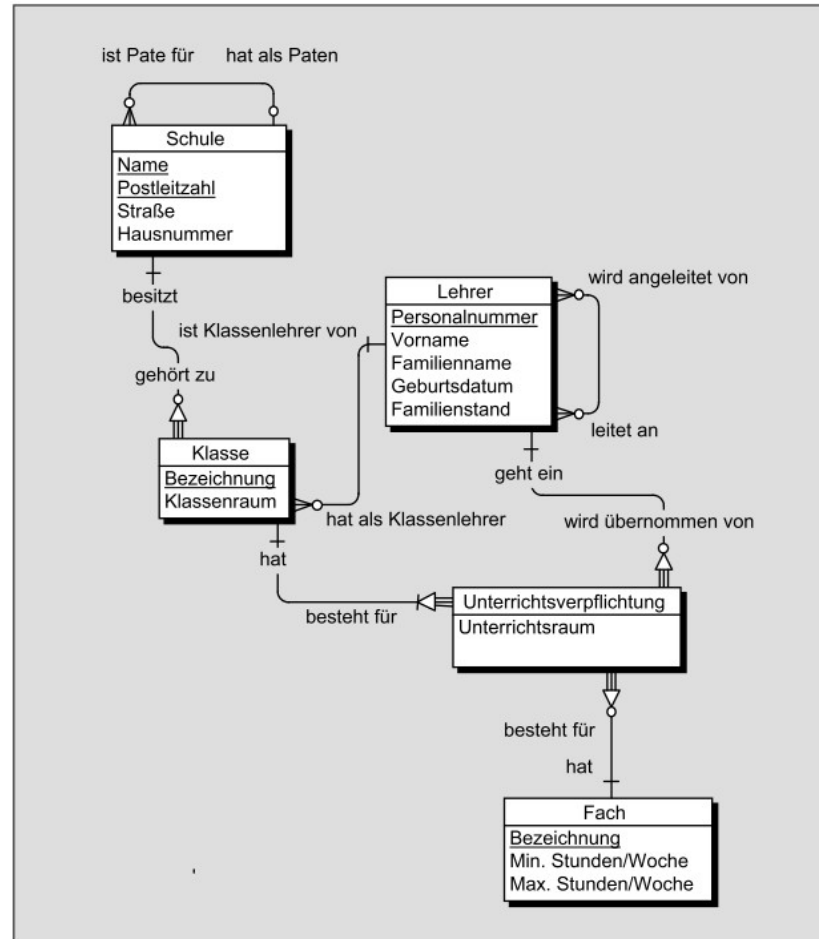 ist Pate für hat als Paten
Schule
Name
Postleitzahl
Straße
Hausnummer
besitzt
gehört zu
ist Klassenlehrer von
Lehrer
Personalnummer
Vorname
Familienname
Geburtsdatum
Familienstand
wird angeleitet von
leitet an
Klasse
Bezeichnung
Klassenraum
hat als Klassenlehrer
geht ein
wird übernommen von
hat
besteht für
Unterrichtsverpflichtung
Unterrichtsraum
besteht für
hat
Fach
Bezeichnung
Min. Stunden/Woche
Max. Stunden/Woche